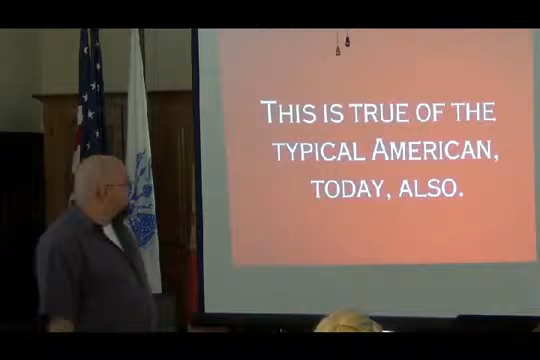 This is true of the
typical American,
today, also.